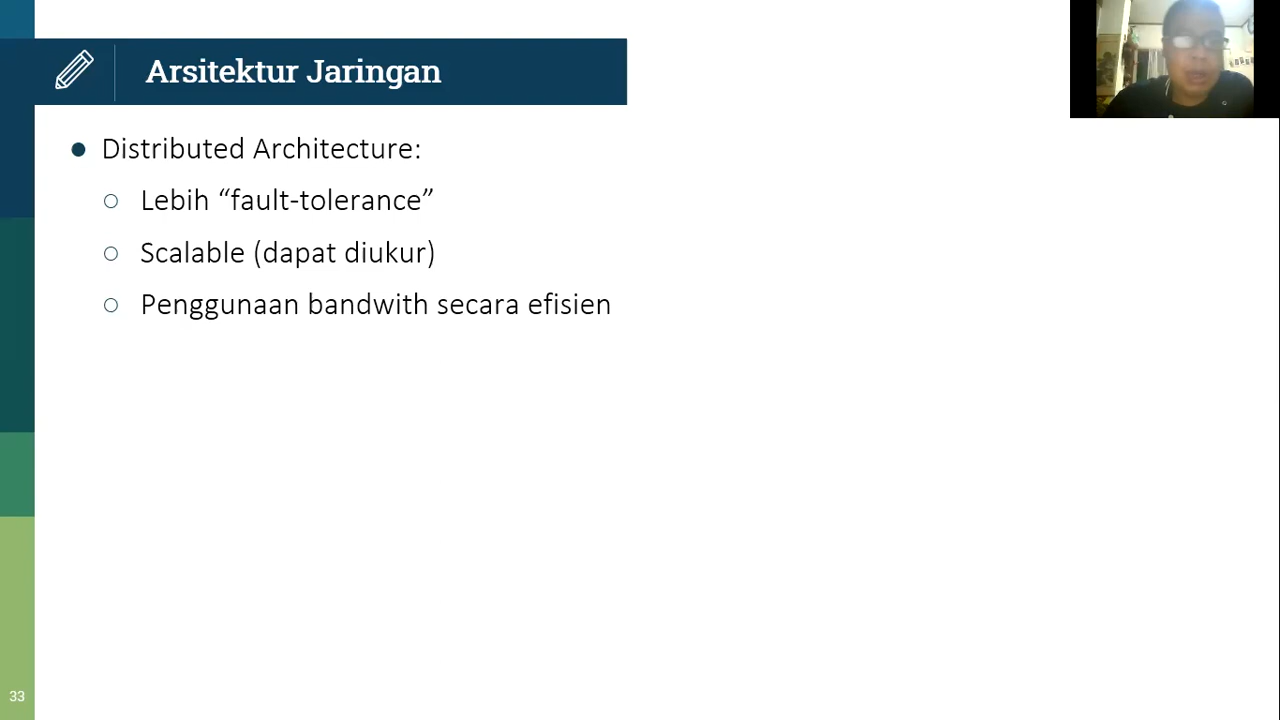 Arsitektur Jaringan
Distributed Architecture:
Lebih “fault-tolerance”
Scalable (dapat diukur)
Penggunaan bandwith secara efisien
33